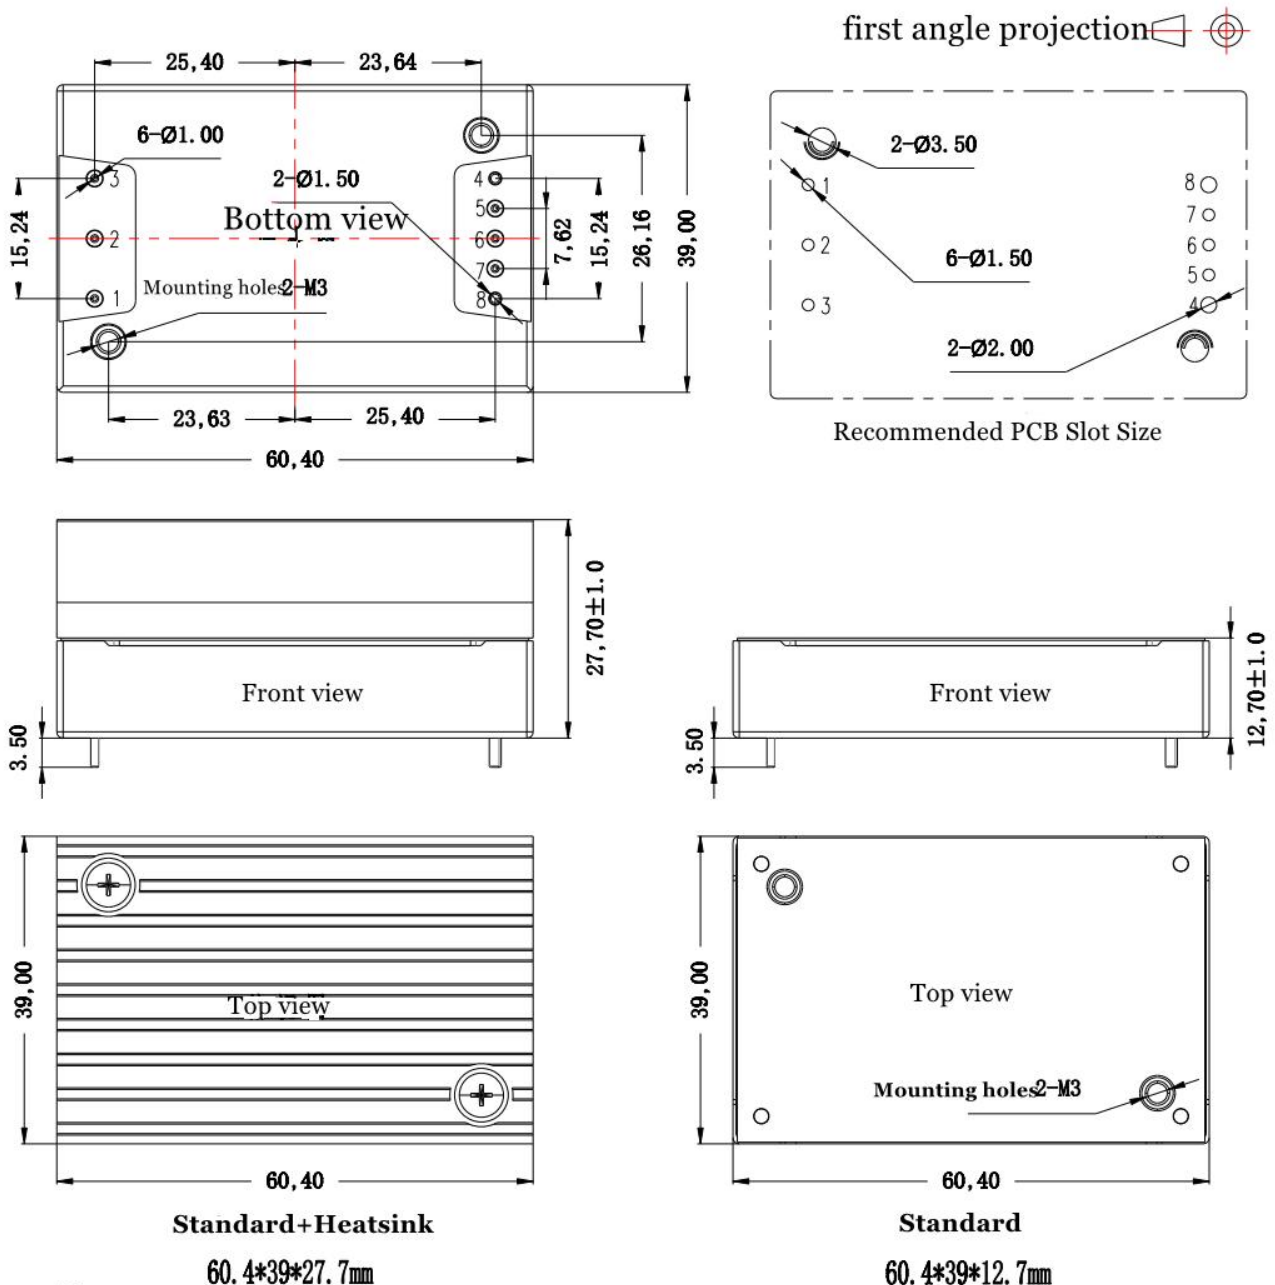 first angle projection
25,40
23,64
6-Ø1.00
2-Ø3.50
3
4
2-Ø1.50
1
8
5
Bottom view
7
15,24
2
6
7,62
15,24
26,16
39,00
2
6
6-Ø1.50
7
5
1
Mounting holes 2-M3
8
3
4
2-Ø2.00
23,63
25,40
Recommended PCB Slot Size
60,40
27,70±1.0
12,70±1.0
Front view
Front view
3.50
3.50
39,00
Top view
39,00
Top view
Mounting holes 2-M3
60,40
60,40
Standard+Heatsink
Standard
60.4*39*27.7mm
60.4*39*12.7mm